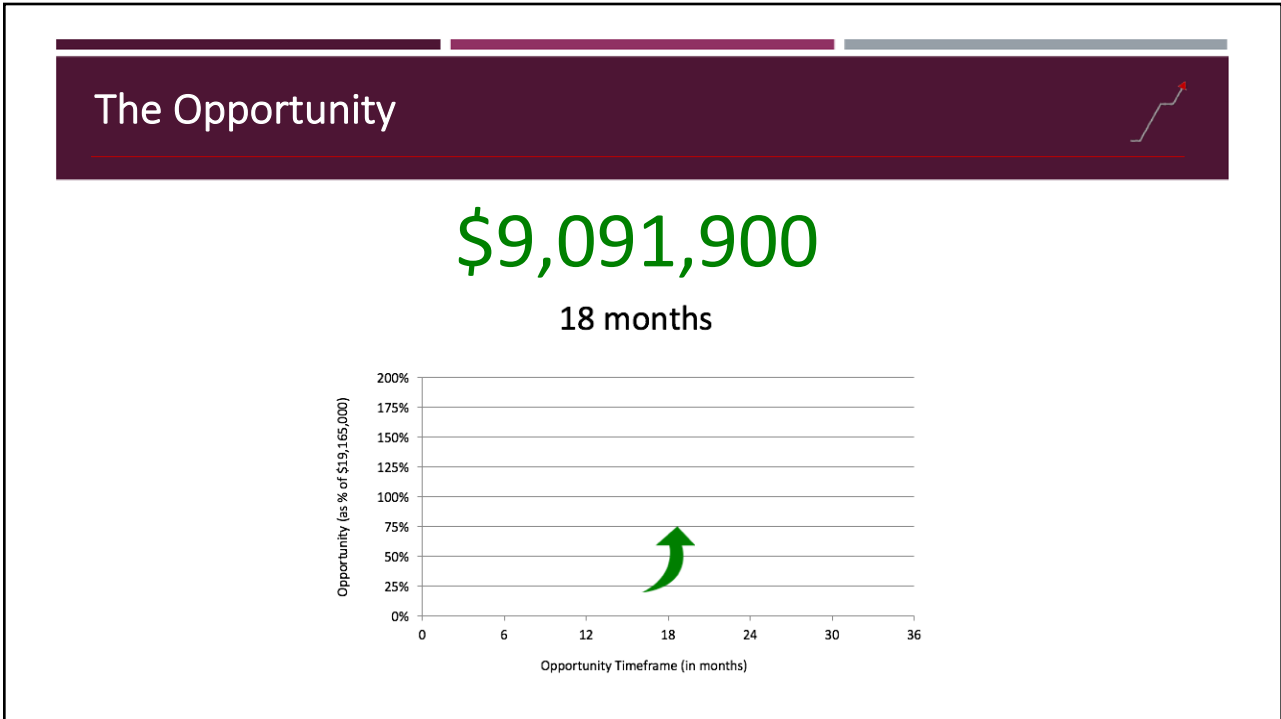 The Opportunity
$9,091,900
18 months
200%
175%
150%
125%
100%
75%
50%
25%
0%
Opportunity (as % of $19,165,000)
0 6 12 18 24 30 36
Opportunity Timeframe (in months)